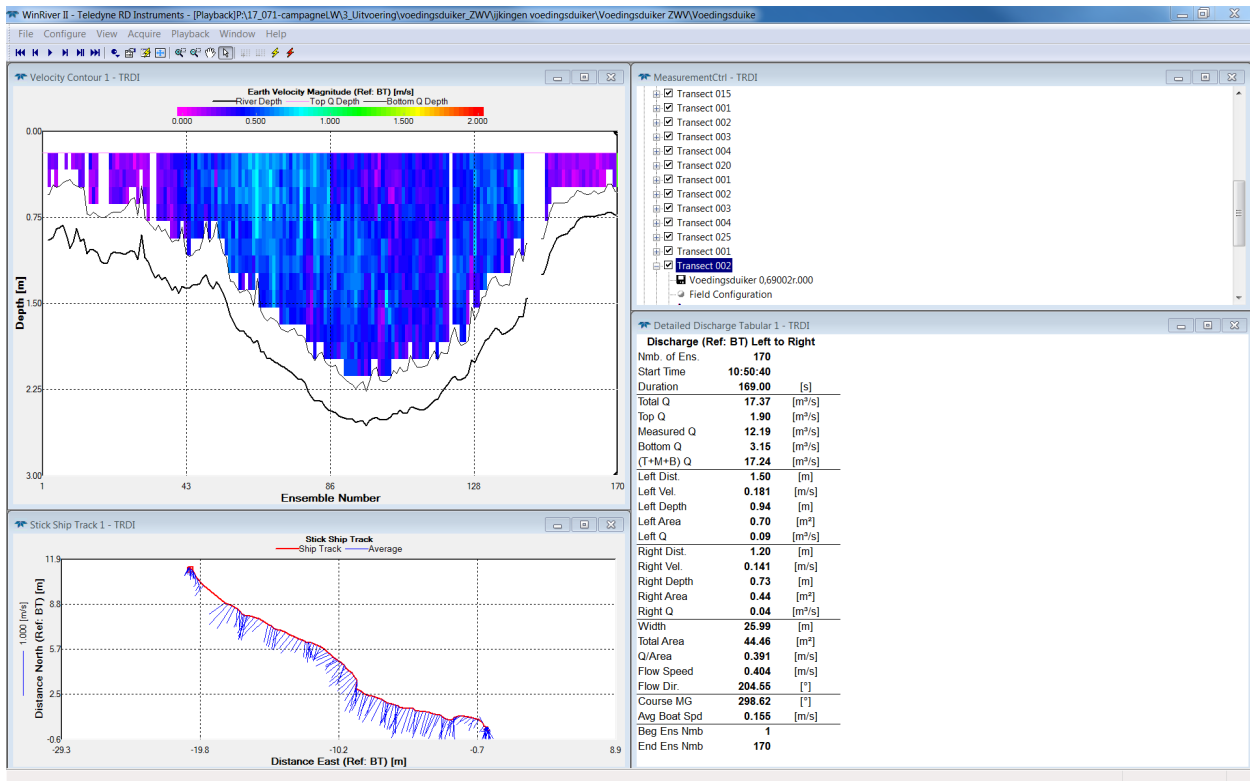 WinRiver II - Teledyne RD Instruments - [Playback]P:\17_071-campagneLW\3_Uitvoering\voedingsduiker_ZWV\ijkingen voedingsduiker\Voedingsduiker ZWV\Voedingsduike
File Configure View Acquire Playback Window Help
Velocity Contour 1 - TRDI
Earth Velocity Magnitude (Ref: BT) [m/s]
River Depth Top Q Depth Bottom Q Depth
0.000 0.500 1.000 1.500 2.000
0.00
0.75
1.50
2.25
3.00
Depth [m]
1 43 86 128 170
Ensemble Number
Stick Ship Track 1 - TRDI
Stick Ship Track
Ship Track Average
11.9
8.8
5.7
2.5
-0.6
1.000 [m/s]
Distance North (Ref: BT) [m]
-29.3 -19.8 -10.2 -0.7 8.9
Distance East (Ref: BT) [m]
MeasurementCtrl - TRDI
Transect 015
Transect 001
Transect 002
Transect 003
Transect 004
Transect 020
Transect 001
Transect 002
Transect 003
Transect 004
Transect 025
Transect 001
Transect 002
Voedingsduiker 0,69002r.000
Field Configuration
Detailed Discharge Tabular 1 - TRDI
Discharge (Ref: BT) Left to Right
Nmb. of Ens. 170
Start Time 10:50:40
Duration 169.00 [s]
Total Q 17.37 [m³/s]
Top Q 1.90 [m³/s]
Measured Q 12.19 [m³/s]
Bottom Q 3.15 [m³/s]
(T+M+B) Q 17.24 [m³/s]
Left Dist. 1.50 [m]
Left Vel. 0.181 [m/s]
Left Depth 0.94 [m]
Left Area 0.70 [m²]
Left Q 0.09 [m³/s]
Right Dist. 1.20 [m]
Right Vel. 0.141 [m/s]
Right Depth 0.73 [m]
Right Area 0.44 [m²]
Right Q 0.04 [m³/s]
Width 25.99 [m]
Total Area 44.46 [m²]
Q/Area 0.391 [m/s]
Flow Speed 0.404 [m/s]
Flow Dir. 204.55 [°]
Course MG 298.62 [°]
Avg Boat Spd 0.155 [m/s]
Beg Ens Nmb 1
End Ens Nmb 170